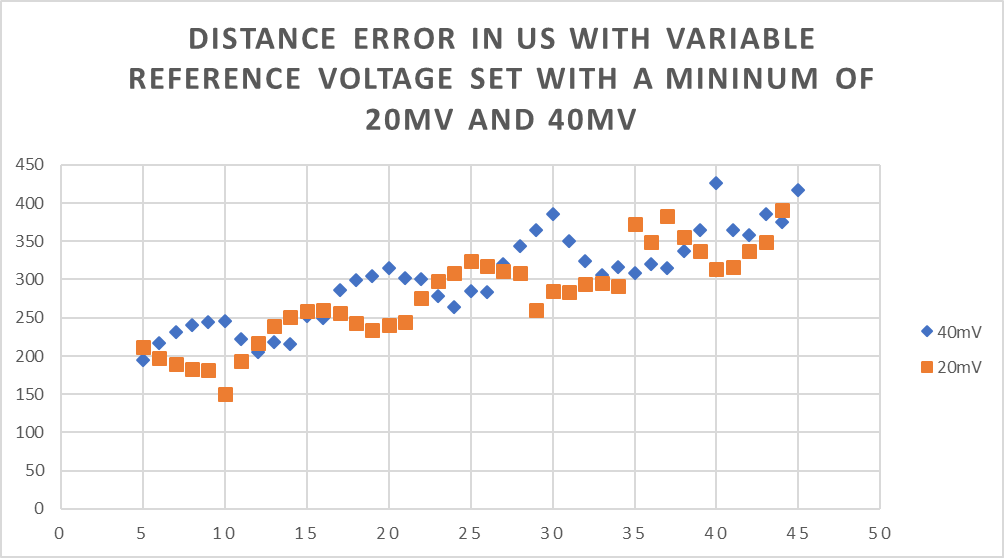 DISTANCE ERROR IN US WITH VARIABLE
REFERENCE VOLTAGE SET WITH A MININUM OF
20MV AND 40MV
450
400
350
300
250
200
150
100
50
0
0 5 10 15 20 25 30 35 40 45 50
40mV
20mV